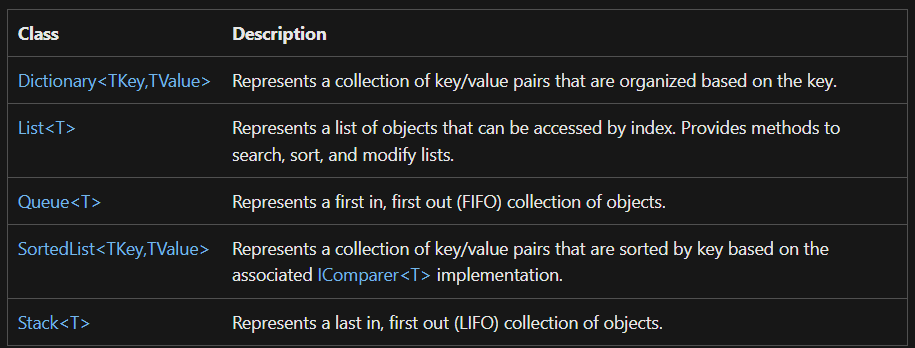 Class Description
Dictionary<TKey,TValue> Represents a collection of key/value pairs that are organized based on the key.
List<T> Represents a list of objects that can be accessed by index. Provides methods to
search, sort, and modify lists.
Queue<T> Represents a first in, first out (FIFO) collection of objects.
SortedList<TKey,TValue> Represents a collection of key/value pairs that are sorted by key based on the
associated IComparer<T> implementation.
Stack<T> Represents a last in, first out (LIFO) collection of objects.